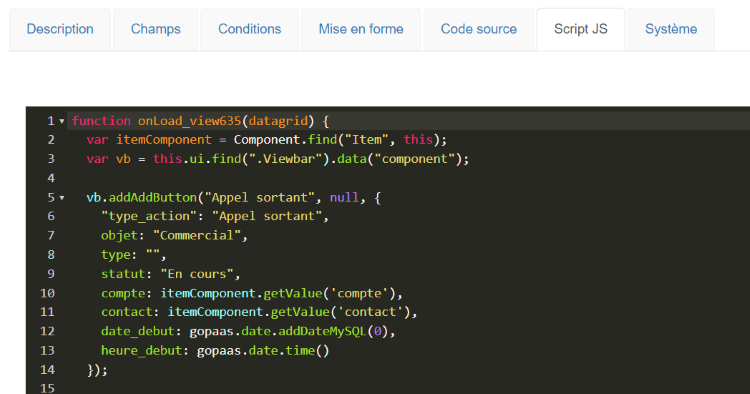 Description Champs Conditions Mise en forme Code source Script JS Système
1 function onLoad_view635(datagrid) {
2 var itemComponent = Component.find("Item", this);
3 var vb = this.ui.find(".Viewbar").data("component");
4
5 vb.addAddButton("Appel sortant", null, {
6 "type_action": "Appel sortant",
7 objet: "Commercial",
8 type: "",
9 statut: "En cours",
10 compte: itemComponent.getValue('compte'),
11 contact: itemComponent.getValue('contact'),
12 date_debut: gopaas.date.addDateMySQL(0),
13 heure_debut: gopaas.date.time()
14 });
15